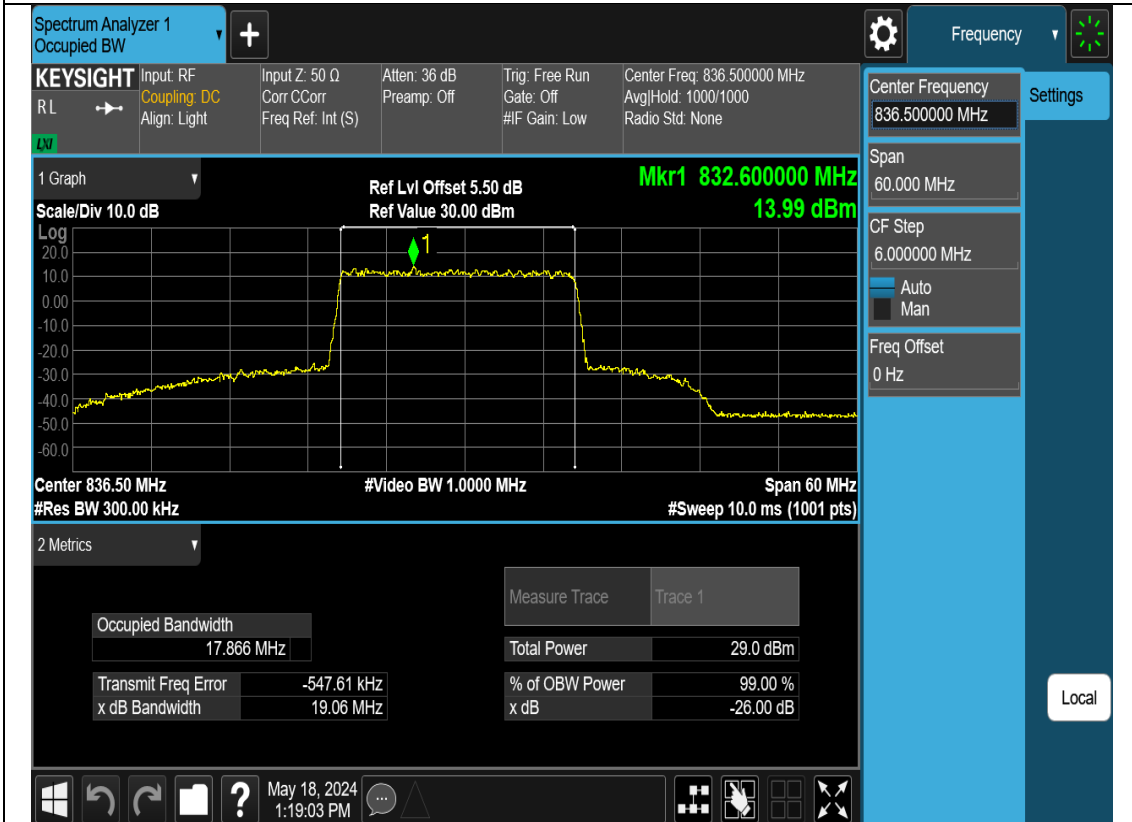 Spectrum Analyzer 1
Occupied BW
+
Frequency
KEYSIGHT
R L
LXI
Input: RF
Coupling: DC
Align: Light
Input Z: 50 Ω
Corr CCorr
Freq Ref: Int (S)
Atten: 36 dB
Preamp: Off
Trig: Free Run
Gate: Off
#IF Gain: Low
Center Freq: 836.500000 MHz
Avg|Hold: 1000/1000
Radio Std: None
Center Frequency
836.500000 MHz
Settings
Span
60.000 MHz
CF Step
6.000000 MHz
Auto
Man
Freq Offset
0 Hz
Local
1 Graph
Scale/Div 10.0 dB
Ref Lvl Offset 5.50 dB
Ref Value 30.00 dBm
Mkr1 832.600000 MHz
13.99 dBm
Log
1
20.0
10.0
0.00
-10.0
-20.0
-30.0
-40.0
-50.0
-60.0
Center 836.50 MHz
#Video BW 1.0000 MHz
Span 60 MHz
#Res BW 300.00 kHz
#Sweep 10.0 ms (1001 pts)
2 Metrics
Measure Trace Trace 1
Occupied Bandwidth
17.866 MHz
Total Power 29.0 dBm
Transmit Freq Error -547.61 kHz
% of OBW Power 99.00 %
x dB Bandwidth 19.06 MHz
x dB -26.00 dB
?
May 18, 2024
1:19:03 PM